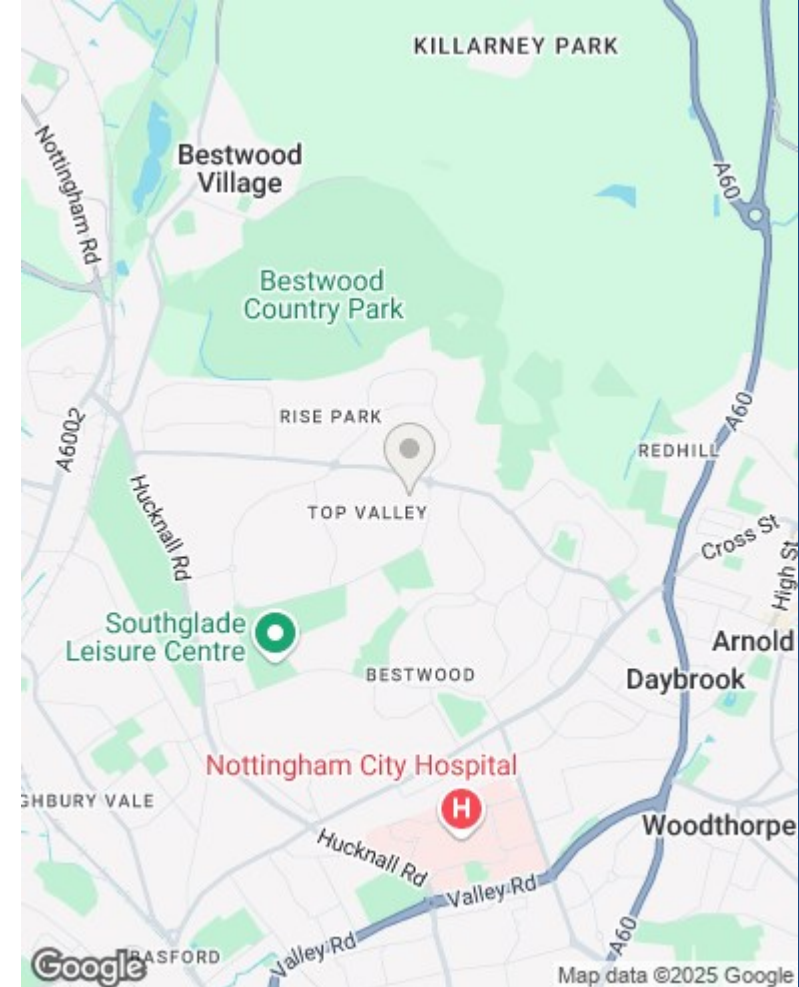 KILLARNEY PARK
Nottingham Rd
Bestwood
Village
A60
Bestwood
Country Park
RISE PARK
A60
A6002
REDHILL
Hucknall Rd
TOP VALLEY
Cross St
High St
Southglade
Leisure Centre
Arnold
BESTWOOD
Daybrook
Nottingham City Hospital
H
GHBURY VALE
Woodthorpe
Hucknall Rd
Valley Rd
A60
BASFORD
Valley Rd
Google
Map data ©2025 Google